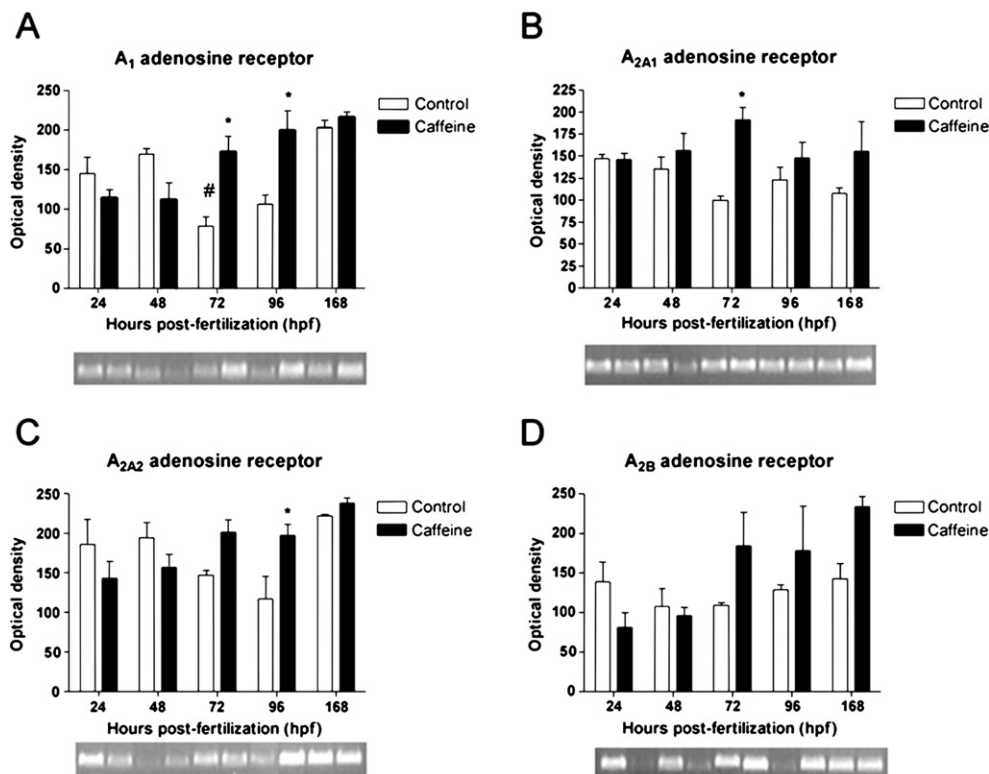 A
A1 adenosine receptor
250
200
150
100
50
0
Optical density
Control
Caffeine
#
*
*
24 48 72 96 168
Hours post-fertilization (hpf)
B
A2A1 adenosine receptor
225
200
175
150
125
100
75
50
25
0
Optical density
Control
Caffeine
*
24 48 72 96 168
Hours post-fertilization (hpf)
C
A2A2 adenosine receptor
250
200
150
100
50
0
Optical density
Control
Caffeine
*
24 48 72 96 168
Hours post-fertilization (hpf)
D
A2B adenosine receptor
250
200
150
100
50
0
Optical density
Control
Caffeine
24 48 72 96 168
Hours post-fertilization (hpf)